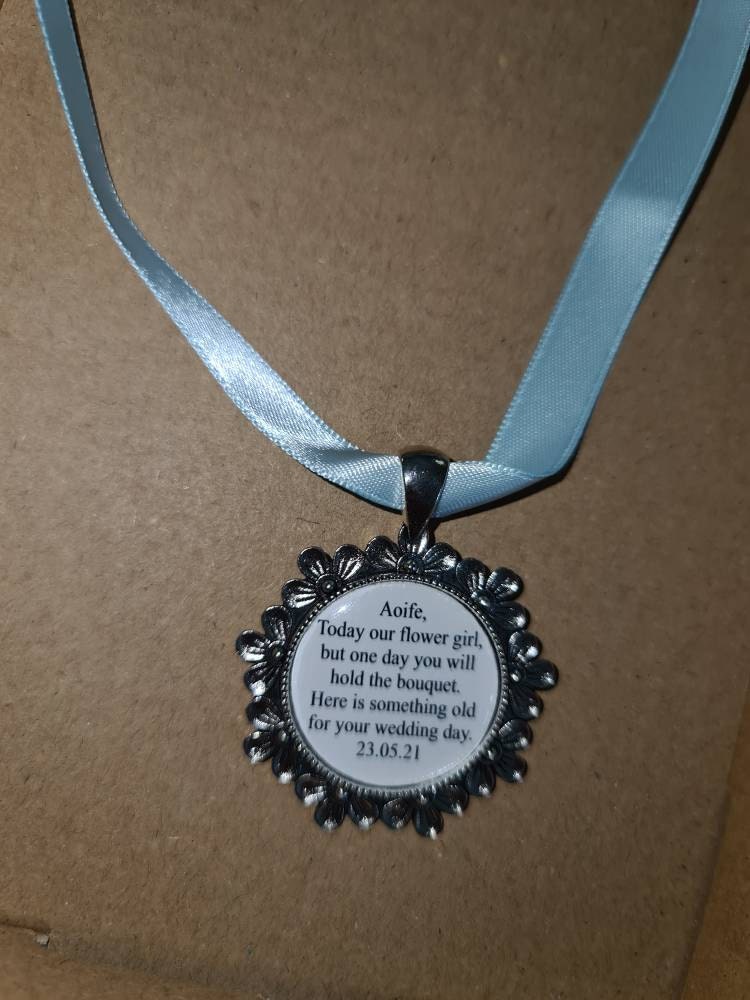 Aoife,
Today our flower girl,
but one day you will
hold the bouquet.
Here is something old
for your wedding day.
23.05.21